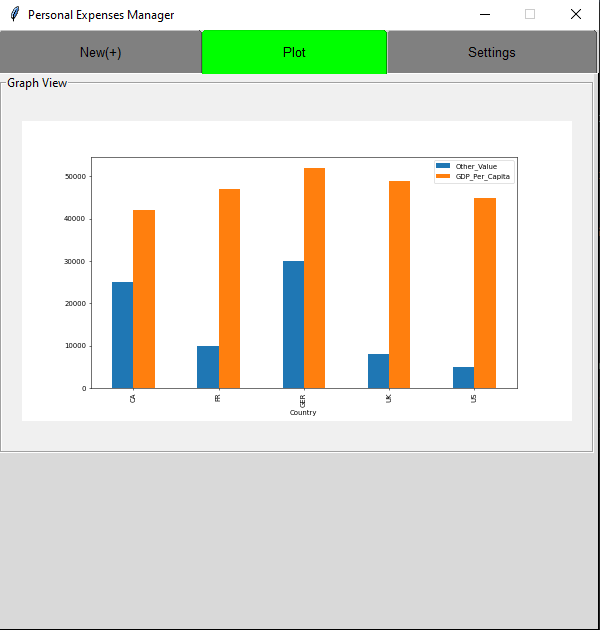 Personal Expenses Manager
New(+) Plot Settings
Graph View
Other_Value
GDP_Per_Capita
50000
40000
30000
20000
10000
0
CA FR GER UK US
Country